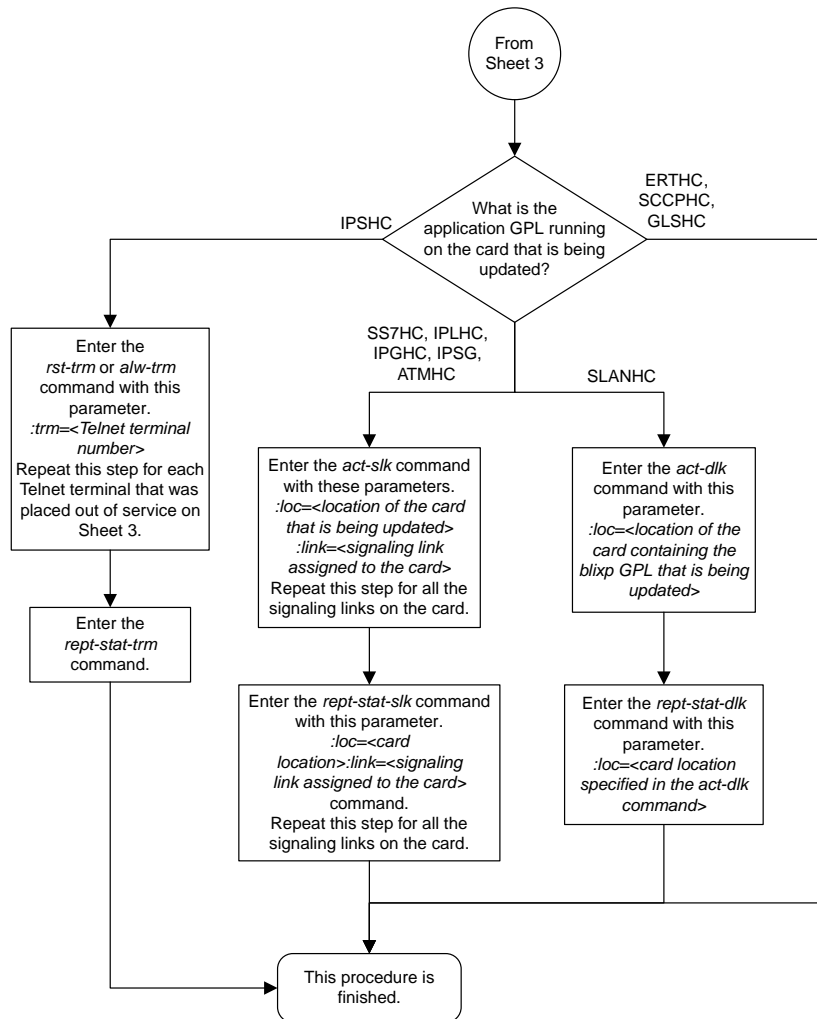 From
Sheet 3
What is the
application GPL running
on the card that is being
updated?
IPSHC
ERTHC,
SCCPHC,
GLSHC
SS7HC, IPLHC,
IPGHC, IPSG,
ATMHC
SLANHC
Enter the
rst-trm or alw-trm
command with this
parameter.
:trm=<Telnet terminal
number>
Repeat this step for each
Telnet terminal that was
placed out of service on
Sheet 3.
Enter the
rept-stat-trm
command.
Enter the act-slk command
with these parameters.
:loc=<location of the card
that is being updated>
:link=<signaling link
assigned to the card>
Repeat this step for all the
signaling links on the card.
Enter the rept-stat-slk command
with this parameter.
:loc=<card
location>:link=<signaling
link assigned to the card>
command.
Repeat this step for all the
signaling links on the card.
Enter the act-dlk
command with this
parameter.
:loc=<location of the
card containing the
blixp GPL that is being
updated>
Enter the rept-stat-dlk
command with this
parameter.
:loc=<card location
specified in the act-dlk
command>
This procedure is
finished.